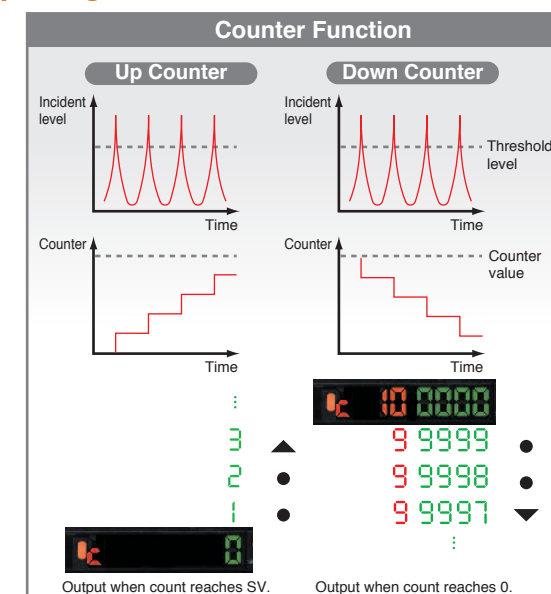 Counter Function
Up Counter
Incident
level
Time
Counter
Time
3
2
1
c 0
Output when count reaches SV.
Down Counter
Incident
level
Threshold
level
Time
Counter
Counter
value
Time
c 10 0000
9 9999
9 9998
9 9997
Output when count reaches 0.